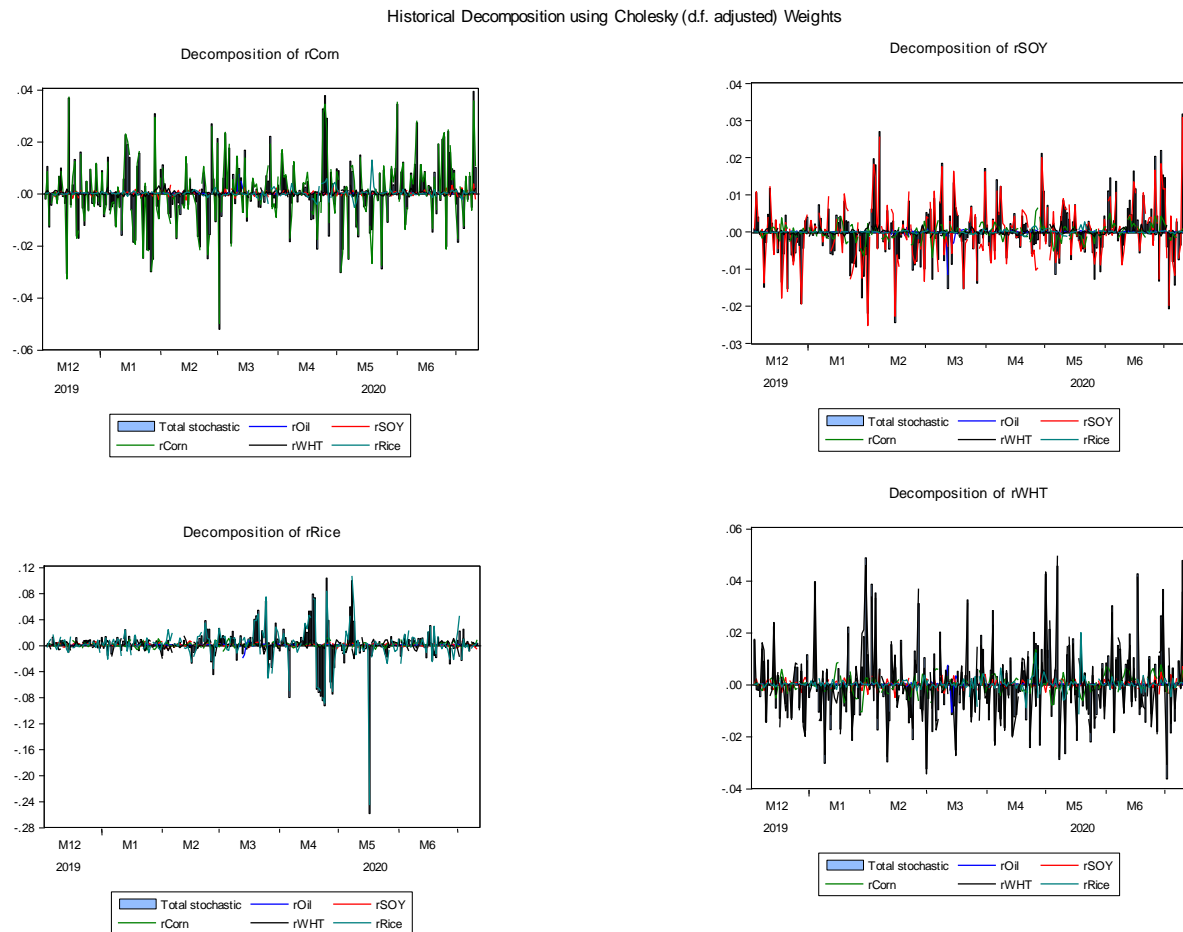 Historical Decomposition using Cholesky (d.f. adjusted) Weights
Decomposition of rCorn
.04
.02
.00
-.02
-.04
-.06
M12 M1 M2 M3 M4 M5 M6
2019 2020
Total stochastic rOil rSOY
rCorn rWHT rRice
Decomposition of rSOY
.04
.03
.02
.01
.00
-.01
-.02
-.03
M12 M1 M2 M3 M4 M5 M6
2019 2020
Total stochastic rOil rSOY
rCorn rWHT rRice
Decomposition of rRice
.12
.08
.04
.00
-.04
-.08
-.12
-.16
-.20
-.24
-.28
M12 M1 M2 M3 M4 M5 M6
2019 2020
Total stochastic rOil rSOY
rCorn rWHT rRice
Decomposition of rWHT
.06
.04
.02
.00
-.02
-.04
M12 M1 M2 M3 M4 M5 M6
2019 2020
Total stochastic rOil rSOY
rCorn rWHT rRice